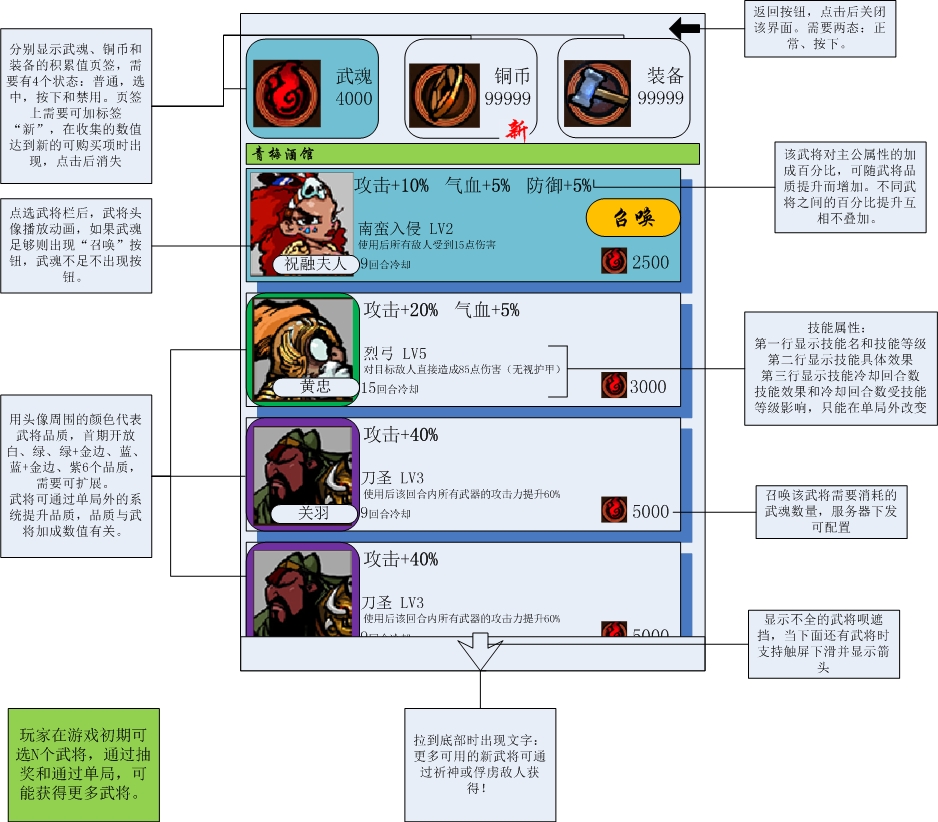 返回按钮，点击后关闭
该界面。需要两态：正
常、按下。
分别显示武魂、铜币和
装备的积累值页签，需
要有4个状态：普通，选
中，按下和禁用。页签
上需要可加标签
“新”，在收集的数值
达到新的可购买项时出
现，点击后消失
武魂
4000
铜币
99999
新
装备
99999
青梅酒馆
攻击+10% 气血+5% 防御+5%
召唤
南蛮入侵 LV2
使用后所有敌人受到15点伤害
9回合冷却
祝融夫人
2500
该武将对主公属性的加
成百分比，可随武将品
质提升而增加。不同武
将之间的百分比提升互
相不叠加。
点选武将栏后，武将头
像播放动画，如果武魂
足够则出现“召唤”按
钮，武魂不足不出现按
钮。
攻击+20% 气血+5%
烈弓 LV5
对目标敌人直接造成85点伤害（无视护甲）
15回合冷却
黄忠
3000
技能属性：
第一行显示技能名和技能等级
第二行显示技能具体效果
第三行显示技能冷却回合数
技能效果和冷却回合数受技能
等级影响，只能在单局外改变
用头像周围的颜色代表
武将品质，首期开放
白、绿、绿+金边、蓝、
蓝+金边、紫6个品质，
需要可扩展。
武将可通过单局外的系
统提升品质，品质与武
将加成数值有关。
攻击+40%
刀圣 LV3
使用后该回合内所有武器的攻击力提升60%
9回合冷却
关羽
5000
召唤该武将需要消耗的
武魂数量，服务器下发
可配置
攻击+40%
刀圣 LV3
使用后该回合内所有武器的攻击力提升60%
9回合冷却
5000
显示不全的武将呗遮
挡，当下面还有武将时
支持触屏下滑并显示箭
头
玩家在游戏初期可
选N个武将，通过抽
奖和通过单局，可
能获得更多武将。
拉到底部时出现文字：
更多可用的新武将可通
过祈神或俘虏敌人获
得！